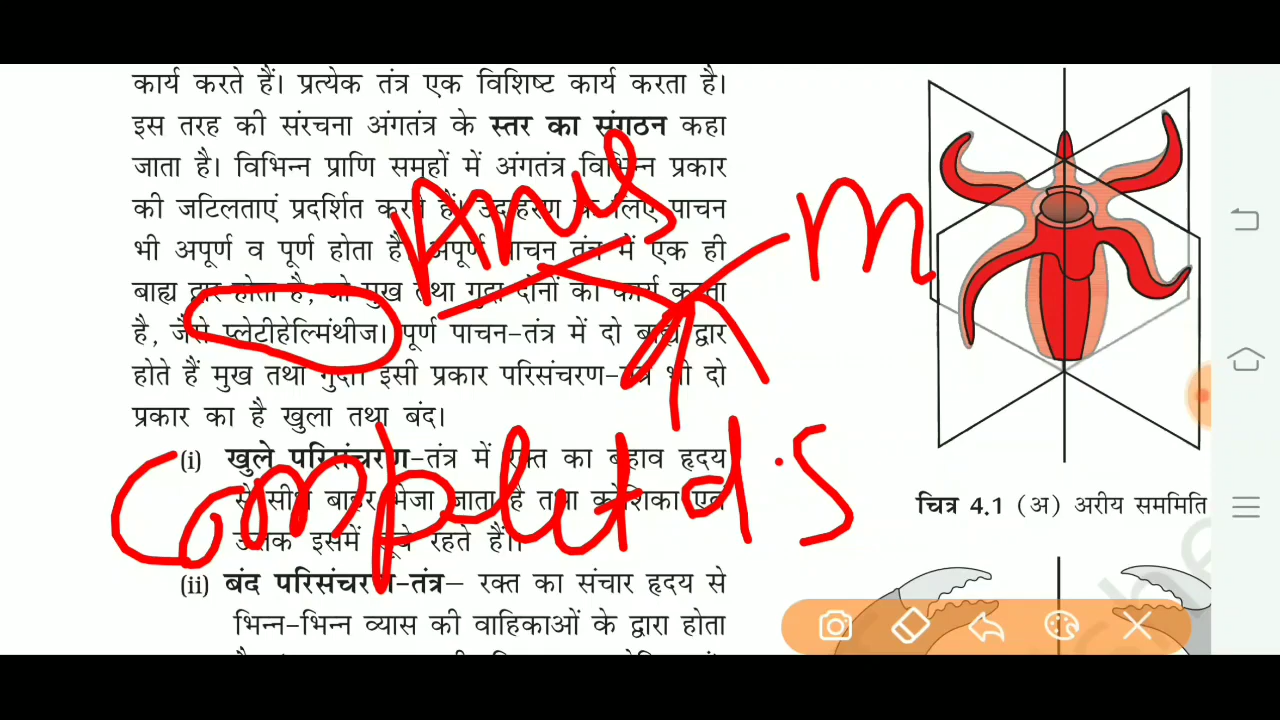 कार्य करते हैं। प्रत्येक तंत्र एक विशिष्ट कार्य करता है।
इस तरह की संरचना अंगतंत्र के स्तर का संगठन कहा
जाता है। विभिन्न प्राणि समूहों में अंगतंत्र विभिन्न प्रकार
की जटिलताएं प्रदर्शित करते हैं। उदाहरण के लिए पाचन
भी अपूर्ण व पूर्ण होता है। अपूर्ण पाचन तंत्र में एक ही
बाह्य द्वार होता है, जो मुख तथा गुदा दोनों का कार्य करता
है, जैसे प्लेटीहेल्मिंथीज। पूर्ण पाचन-तंत्र में दो बाह्य द्वार
होते हैं मुख तथा गुदा। इसी प्रकार परिसंचरण-तंत्र भी दो
प्रकार का है खुला तथा बंद।
(i) खुले परिसंचरण-तंत्र में रक्त का बहाव हृदय
से सीधे बाहर भेजा जाता है तथा कोशिका एवं
ऊतक इसमें डूबे रहते हैं।
(ii) बंद परिसंचरण-तंत्र– रक्त का संचार हृदय से
भिन्न-भिन्न व्यास की वाहिकाओं के द्वारा होता
Anus
m
Complet d.s
चित्र 4.1 (अ) अरीय सममिति